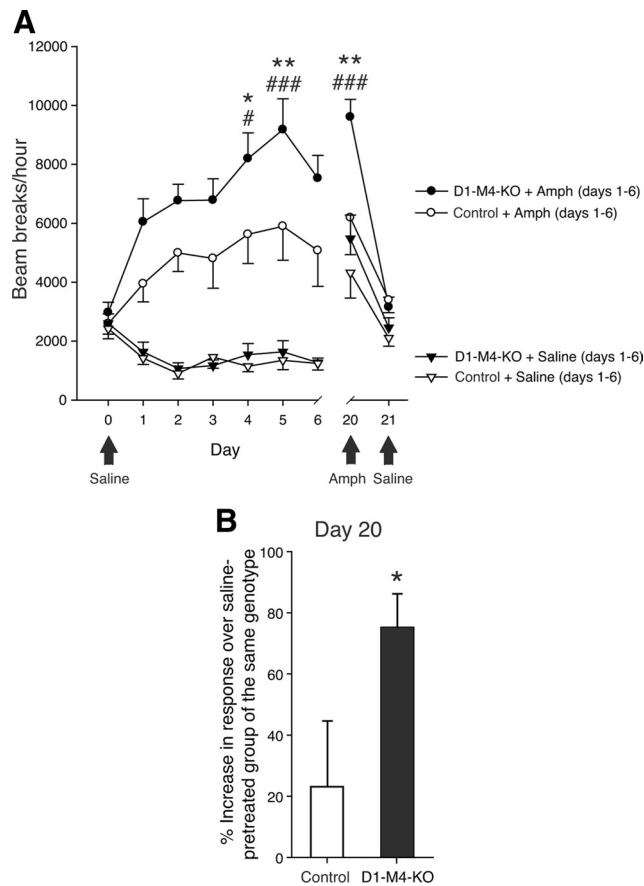 A
Beam breaks/hour
12000
10000
8000
6000
4000
2000
0
*
#
**
###
**
###
D1-M4-KO + Amph (days 1-6)
Control + Amph (days 1-6)
D1-M4-KO + Saline (days 1-6)
Control + Saline (days 1-6)
0 1 2 3 4 5 6 20 21
Day
Saline
Amph Saline
B
Day 20
% Increase in response over saline-
pretreated group of the same genotype
100
80
60
40
20
0
*
Control D1-M4-KO